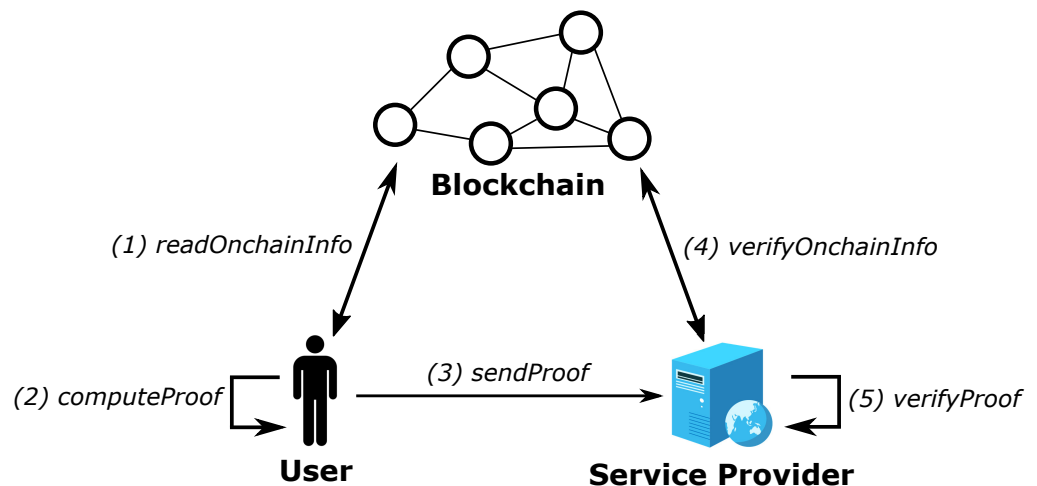 Blockchain
(1) readOnchainInfo
(4) verifyOnchainInfo
(3) sendProof
(2) computeProof
(5) verifyProof
User
Service Provider